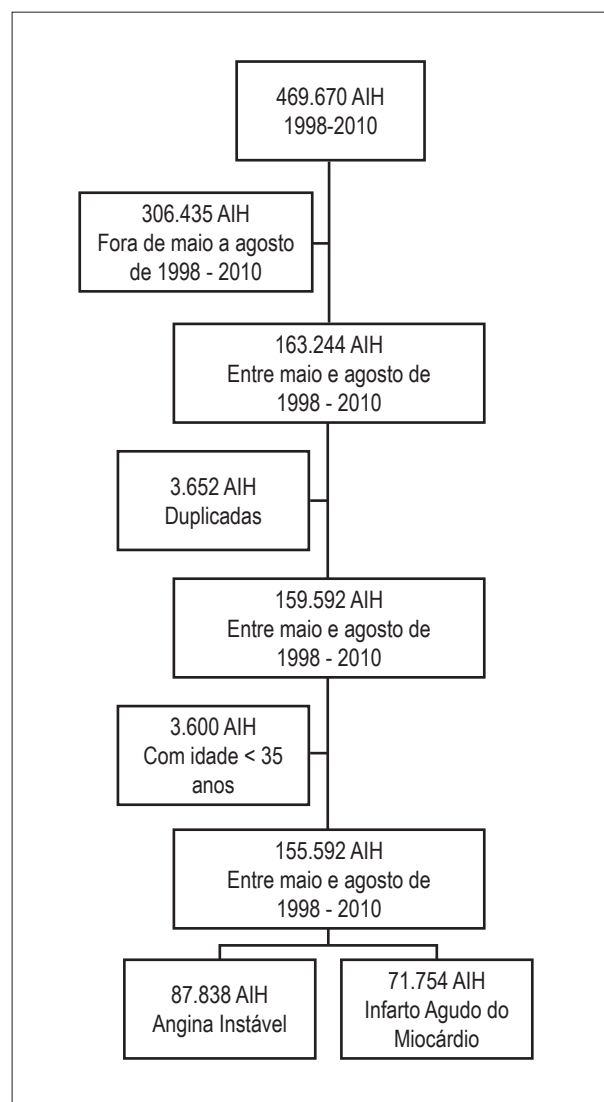 469.670 AIH
1998-2010
306.435 AIH
Fora de maio a agosto
de 1998 - 2010
163.244 AIH
Entre maio e agosto de
1998 - 2010
3.652 AIH
Duplicadas
159.592 AIH
Entre maio e agosto de
1998 - 2010
3.600 AIH
Com idade < 35
anos
155.592 AIH
Entre maio e agosto de
1998 - 2010
87.838 AIH
Angina Instável
71.754 AIH
Infarto Agudo do
Miocárdio